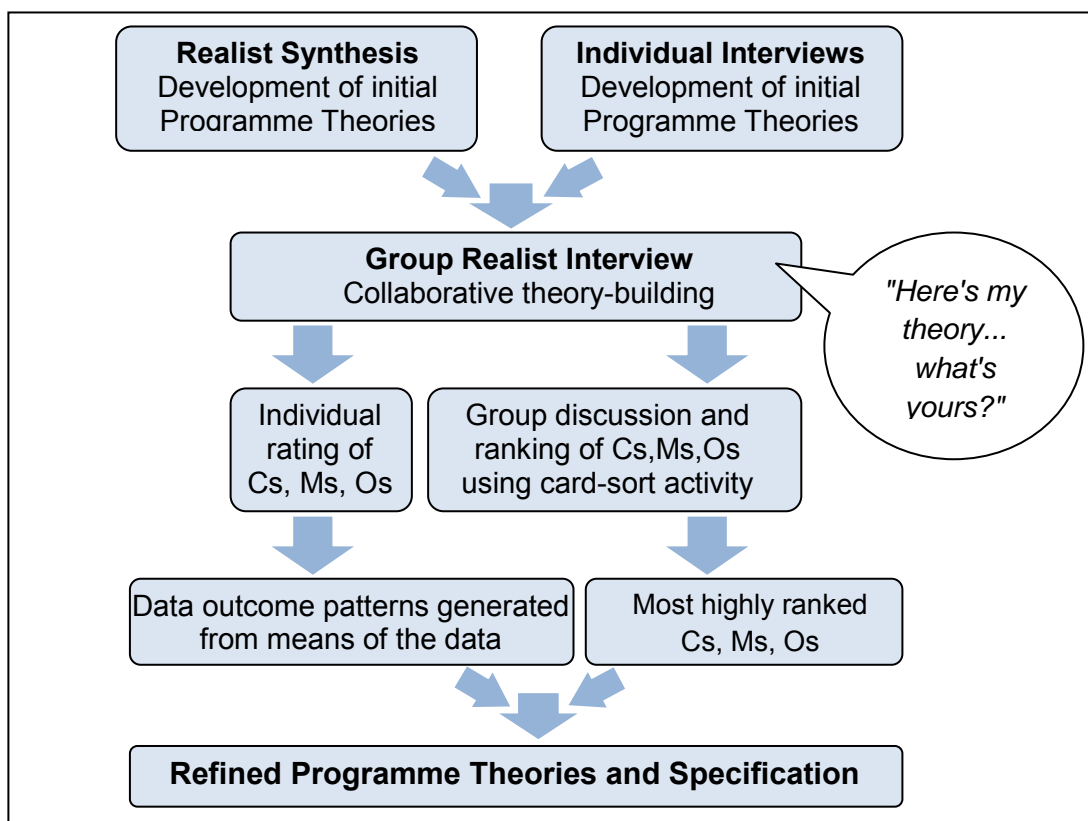 Realist Synthesis
Development of initial
Programme Theories
Individual Interviews
Development of initial
Programme Theories
Group Realist Interview
Collaborative theory-building
"Here's my
theory...
what's
yours?"
Individual
rating of
Cs, Ms, Os
Group discussion and
ranking of Cs,Ms,Os
using card-sort activity
Data outcome patterns generated
from means of the data
Most highly ranked
Cs, Ms, Os
Refined Programme Theories and Specification